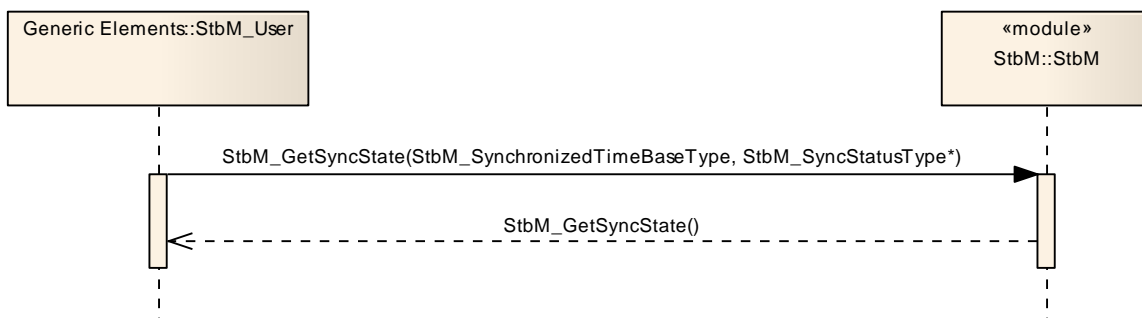 Generic Elements::StbM_User
«module»
StbM::StbM
StbM_GetSyncState(StbM_SynchronizedTimeBaseType, StbM_SyncStatusType*)
StbM_GetSyncState()